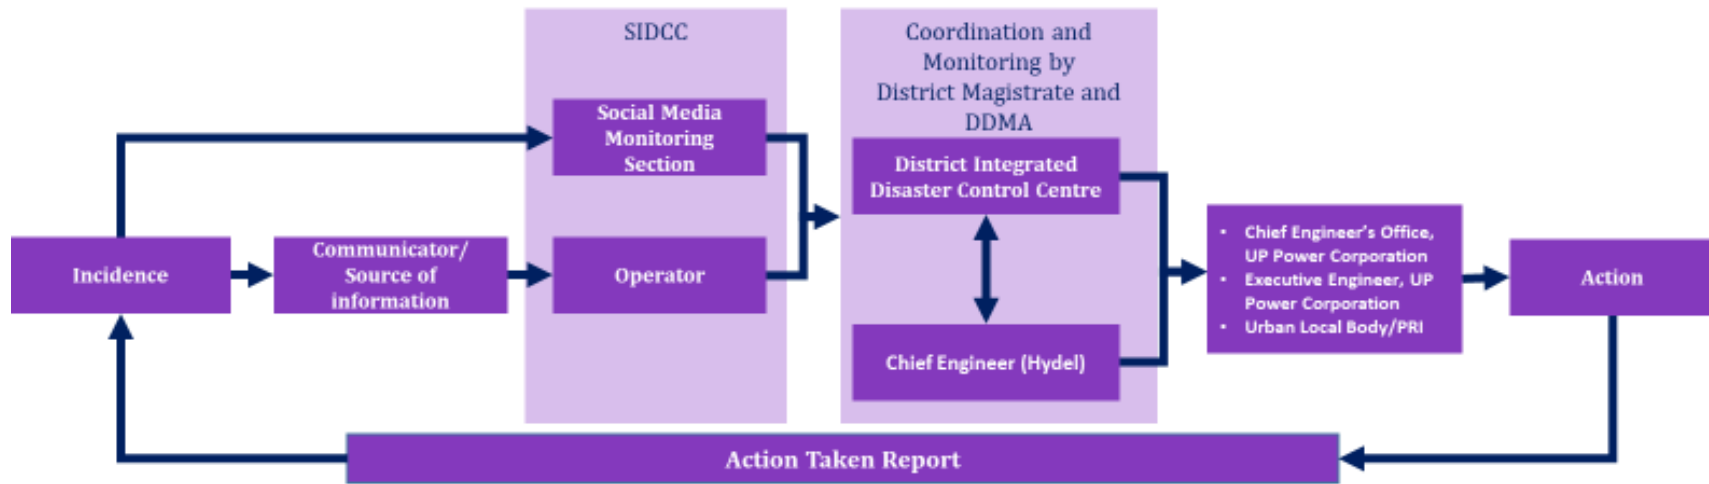 SIDCC
Social Media
Monitoring
Section
Operator
Incidence
Communicator/
Source of
information
Coordination and
Monitoring by
District Magistrate and
DDMA
District Integrated
Disaster Control Centre
Chief Engineer (Hydel)
• Chief Engineer's Office,
UP Power Corporation
• Executive Engineer, UP
Power Corporation
• Urban Local Body/PRI
Action
Action Taken Report